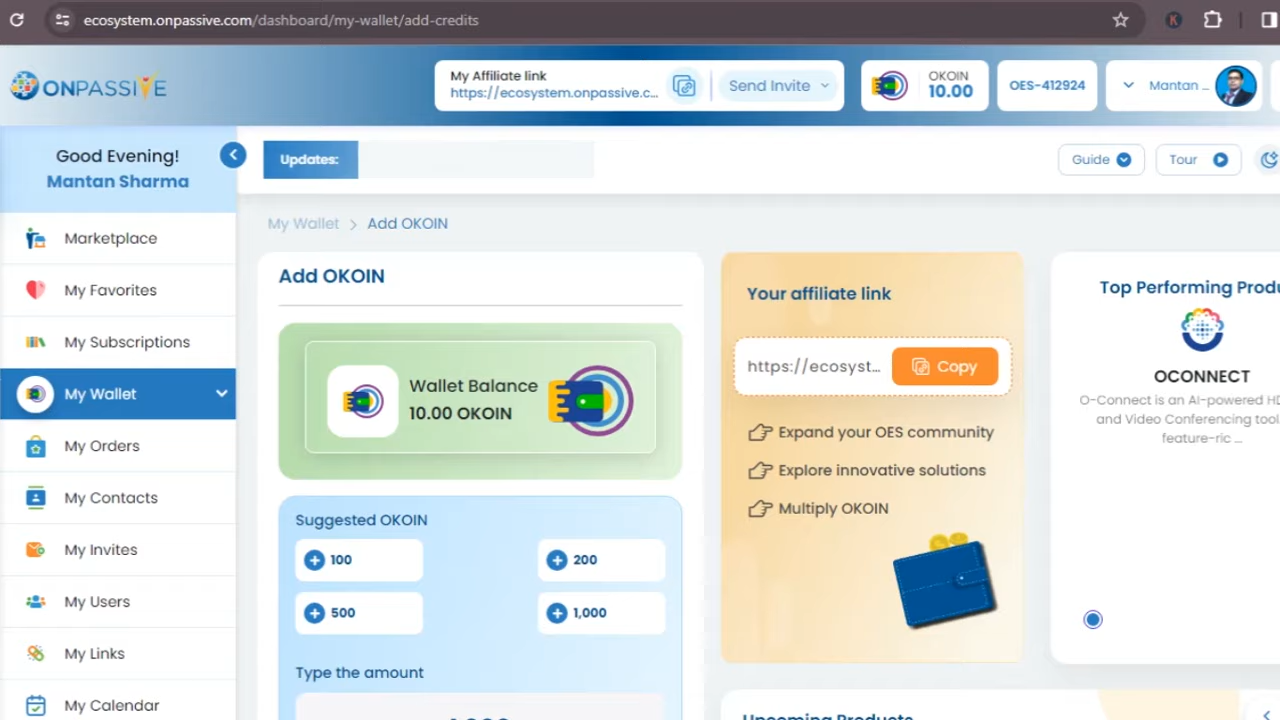 ecosystem.onpassive.com/dashboard/my-wallet/add-credits
ONPASSIVE
My Affiliate link
https://ecosystem.onpassive.c...
Send Invite
OKOIN
10.00
OES-412924
Mantan ...
Good Evening!
Mantan Sharma
Updates:
Guide
Tour
My Wallet > Add OKOIN
Marketplace
My Favorites
My Subscriptions
My Wallet
My Orders
My Contacts
My Invites
My Users
My Links
My Calendar
Add OKOIN
Wallet Balance
10.00 OKOIN
Suggested OKOIN
100
200
500
1,000
Type the amount
Your affiliate link
https://ecosyst...
Copy
Expand your OES community
Explore innovative solutions
Multiply OKOIN
Top Performing Produ
OCONNECT
O-Connect is an AI-powered HD
and Video Conferencing tool
feature-ric ...
Upcoming Products